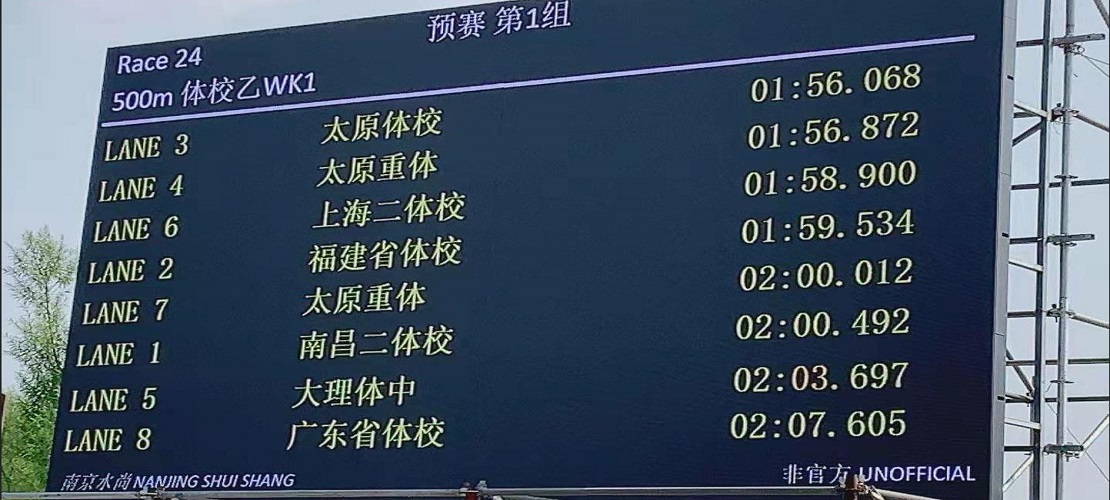 预赛 第1组
Race 24
500m 体校乙WK1
LANE 3 太原体校 01:56.068
LANE 4 太原重体 01:56.872
LANE 6 上海二体校 01:58.900
LANE 2 福建省体校 01:59.534
LANE 7 太原重体 02:00.012
LANE 1 南昌二体校 02:00.492
LANE 5 大理体中 02:03.697
LANE 8 广东省体校 02:07.605
南京水尚 NANJING SHUI SHANG 非官方 UNOFFICIAL